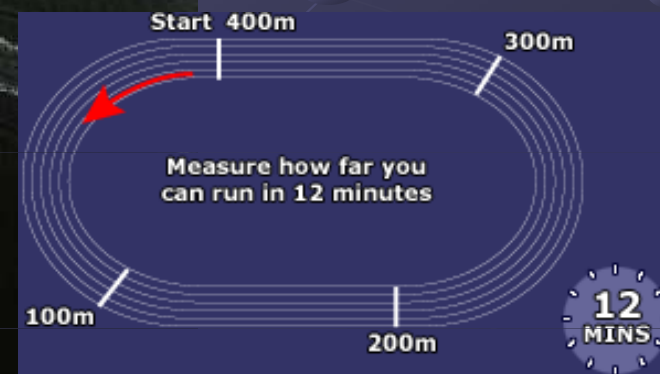 Start 400m
300m
Measure how far you
can run in 12 minutes
100m
200m
12
MINS